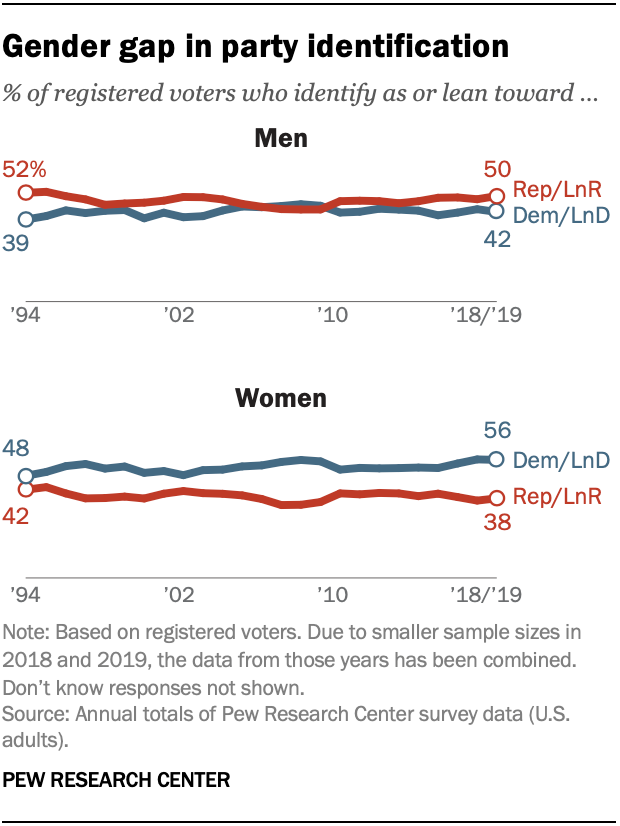 Gender gap in party identification
% of registered voters who identify as or lean toward ...
Men
52%
50
Rep/LnR
Dem/LnD
39
42
’94 ’02 ’10 ’18/’19
Women
48
56
Dem/LnD
Rep/LnR
42
38
’94 ’02 ’10 ’18/’19
Note: Based on registered voters. Due to smaller sample sizes in
2018 and 2019, the data from those years has been combined.
Don’t know responses not shown.
Source: Annual totals of Pew Research Center survey data (U.S.
adults).
PEW RESEARCH CENTER